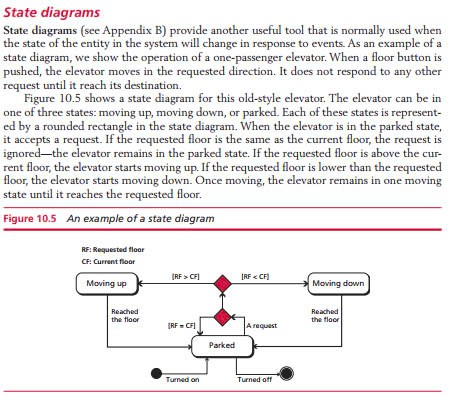 State diagrams
State diagrams (see Appendix B) provide another useful tool that is normally used when
the state of the entity in the system will change in response to events. As an example of a
state diagram, we show the operation of a one-passenger elevator. When a floor button is
pushed, the elevator moves in the requested direction. It does not respond to any other
request until it reach its destination.
Figure 10.5 shows a state diagram for this old-style elevator. The elevator can be in
one of three states: moving up, moving down, or parked. Each of these states is represent-
ed by a rounded rectangle in the state diagram. When the elevator is in the parked state,
it accepts a request. If the requested floor is the same as the current floor, the request is
ignored—the elevator remains in the parked state. If the requested floor is above the cur-
rent floor, the elevator starts moving up. If the requested floor is lower than the requested
floor, the elevator starts moving down. Once moving, the elevator remains in one moving
state until it reaches the requested floor.
Figure 10.5 An example of a state diagram
RF: Requested floor
CF: Current floor
Moving up
[RF > CF]
[RF < CF]
Moving down
Reached
the floor
[RF = CF]
A request
Reached
the floor
Parked
Turned on
Turned off